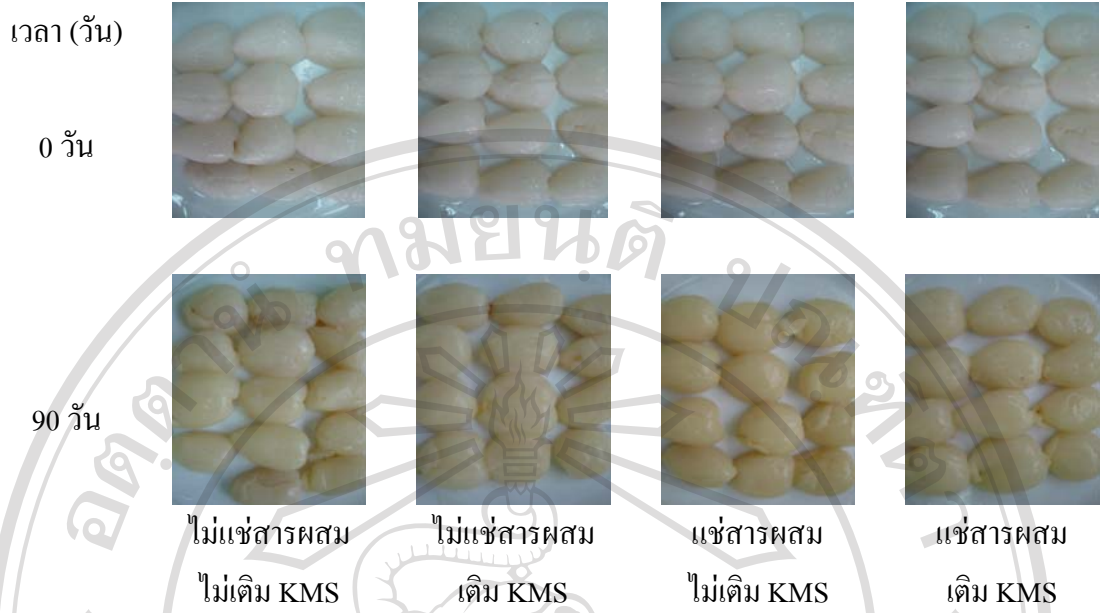 เวลา (วัน)
0 วัน
90 วัน
ไม่แช่สารผสม ไม่แช่สารผสม แช่สารผสม แช่สารผสม
ไม่เติม KMS เติม KMS ไม่เติม KMS เติม KMS